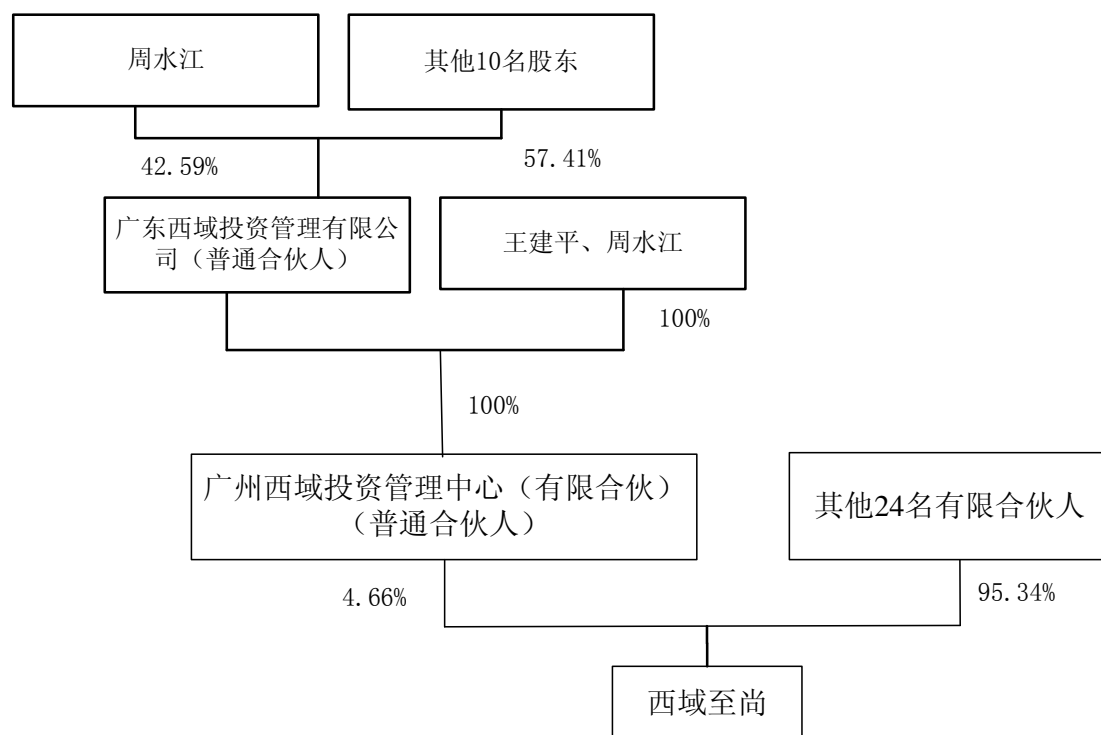 周水江
其他10名股东
42.59%
57.41%
广东西域投资管理有限公
司（普通合伙人）
王建平、周水江
100%
100%
广州西域投资管理中心（有限合伙）
（普通合伙人）
其他24名有限合伙人
4.66%
95.34%
西域至尚